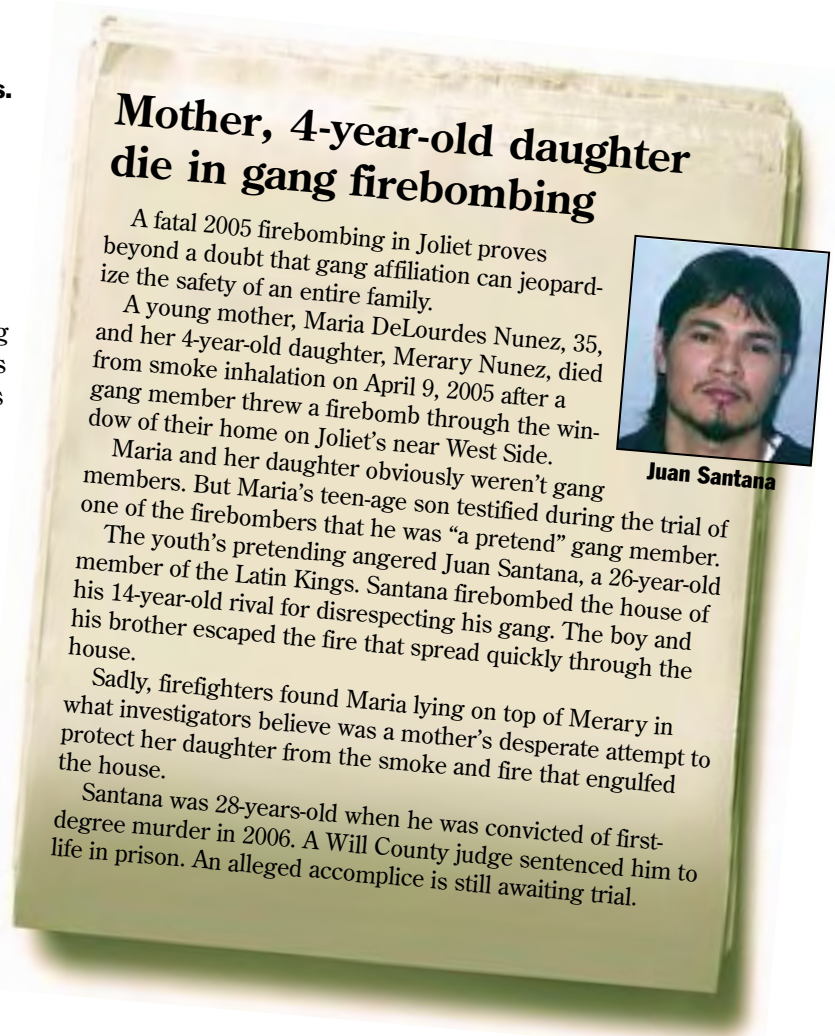 s.
g
s
s
Mother, 4-year-old daughter
die in gang firebombing
A fatal 2005 firebombing in Joliet proves
beyond a doubt that gang affiliation can jeopard-
ize the safety of an entire family.
A young mother, Maria DeLourdes Nunez, 35,
and her 4-year-old daughter, Merary Nunez, died
from smoke inhalation on April 9, 2005 after a
gang member threw a firebomb through the win-
dow of their home on Joliet's near West Side.
Maria and her daughter obviously weren't gang
members. But Maria's teen-age son testified during the trial of
one of the firebombers that he was “a pretend” gang member.
The youth's pretending angered Juan Santana, a 26-year-old
member of the Latin Kings. Santana firebombed the house of
his 14-year-old rival for disrespecting his gang. The boy and
his brother escaped the fire that spread quickly through the
house.
Sadly, firefighters found Maria lying on top of Merary in
what investigators believe was a mother's desperate attempt to
protect her daughter from the smoke and fire that engulfed
the house.
Santana was 28-years-old when he was convicted of first-
degree murder in 2006. A Will County judge sentenced him to
life in prison. An alleged accomplice is still awaiting trial.
Juan Santana